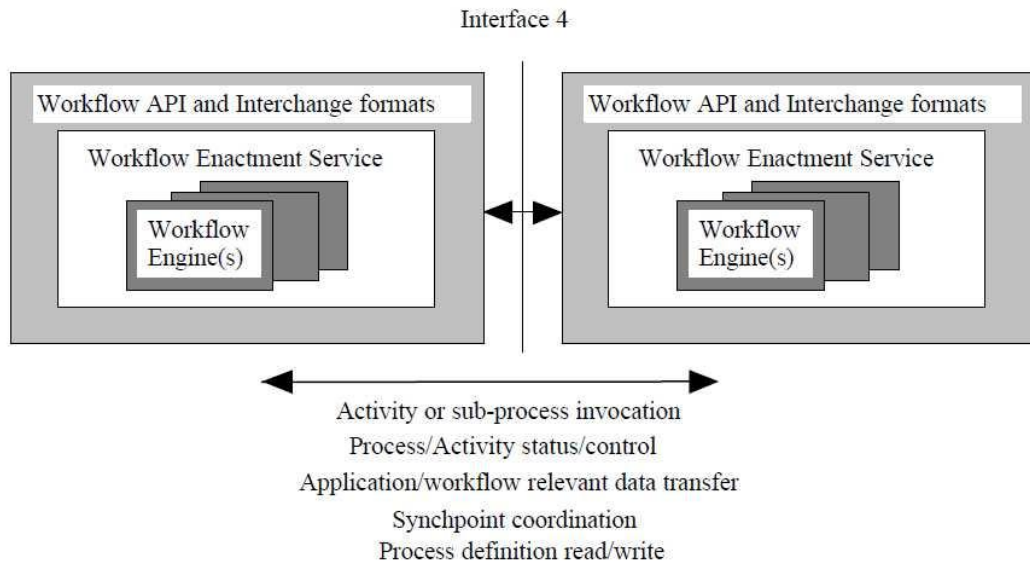 Interface 4
Workflow API and Interchange formats
Workflow Enactment Service
Workflow
Engine(s)
Workflow API and Interchange formats
Workflow Enactment Service
Workflow
Engine(s)
Activity or sub-process invocation
Process/Activity status/control
Application/workflow relevant data transfer
Synchpoint coordination
Process definition read/write